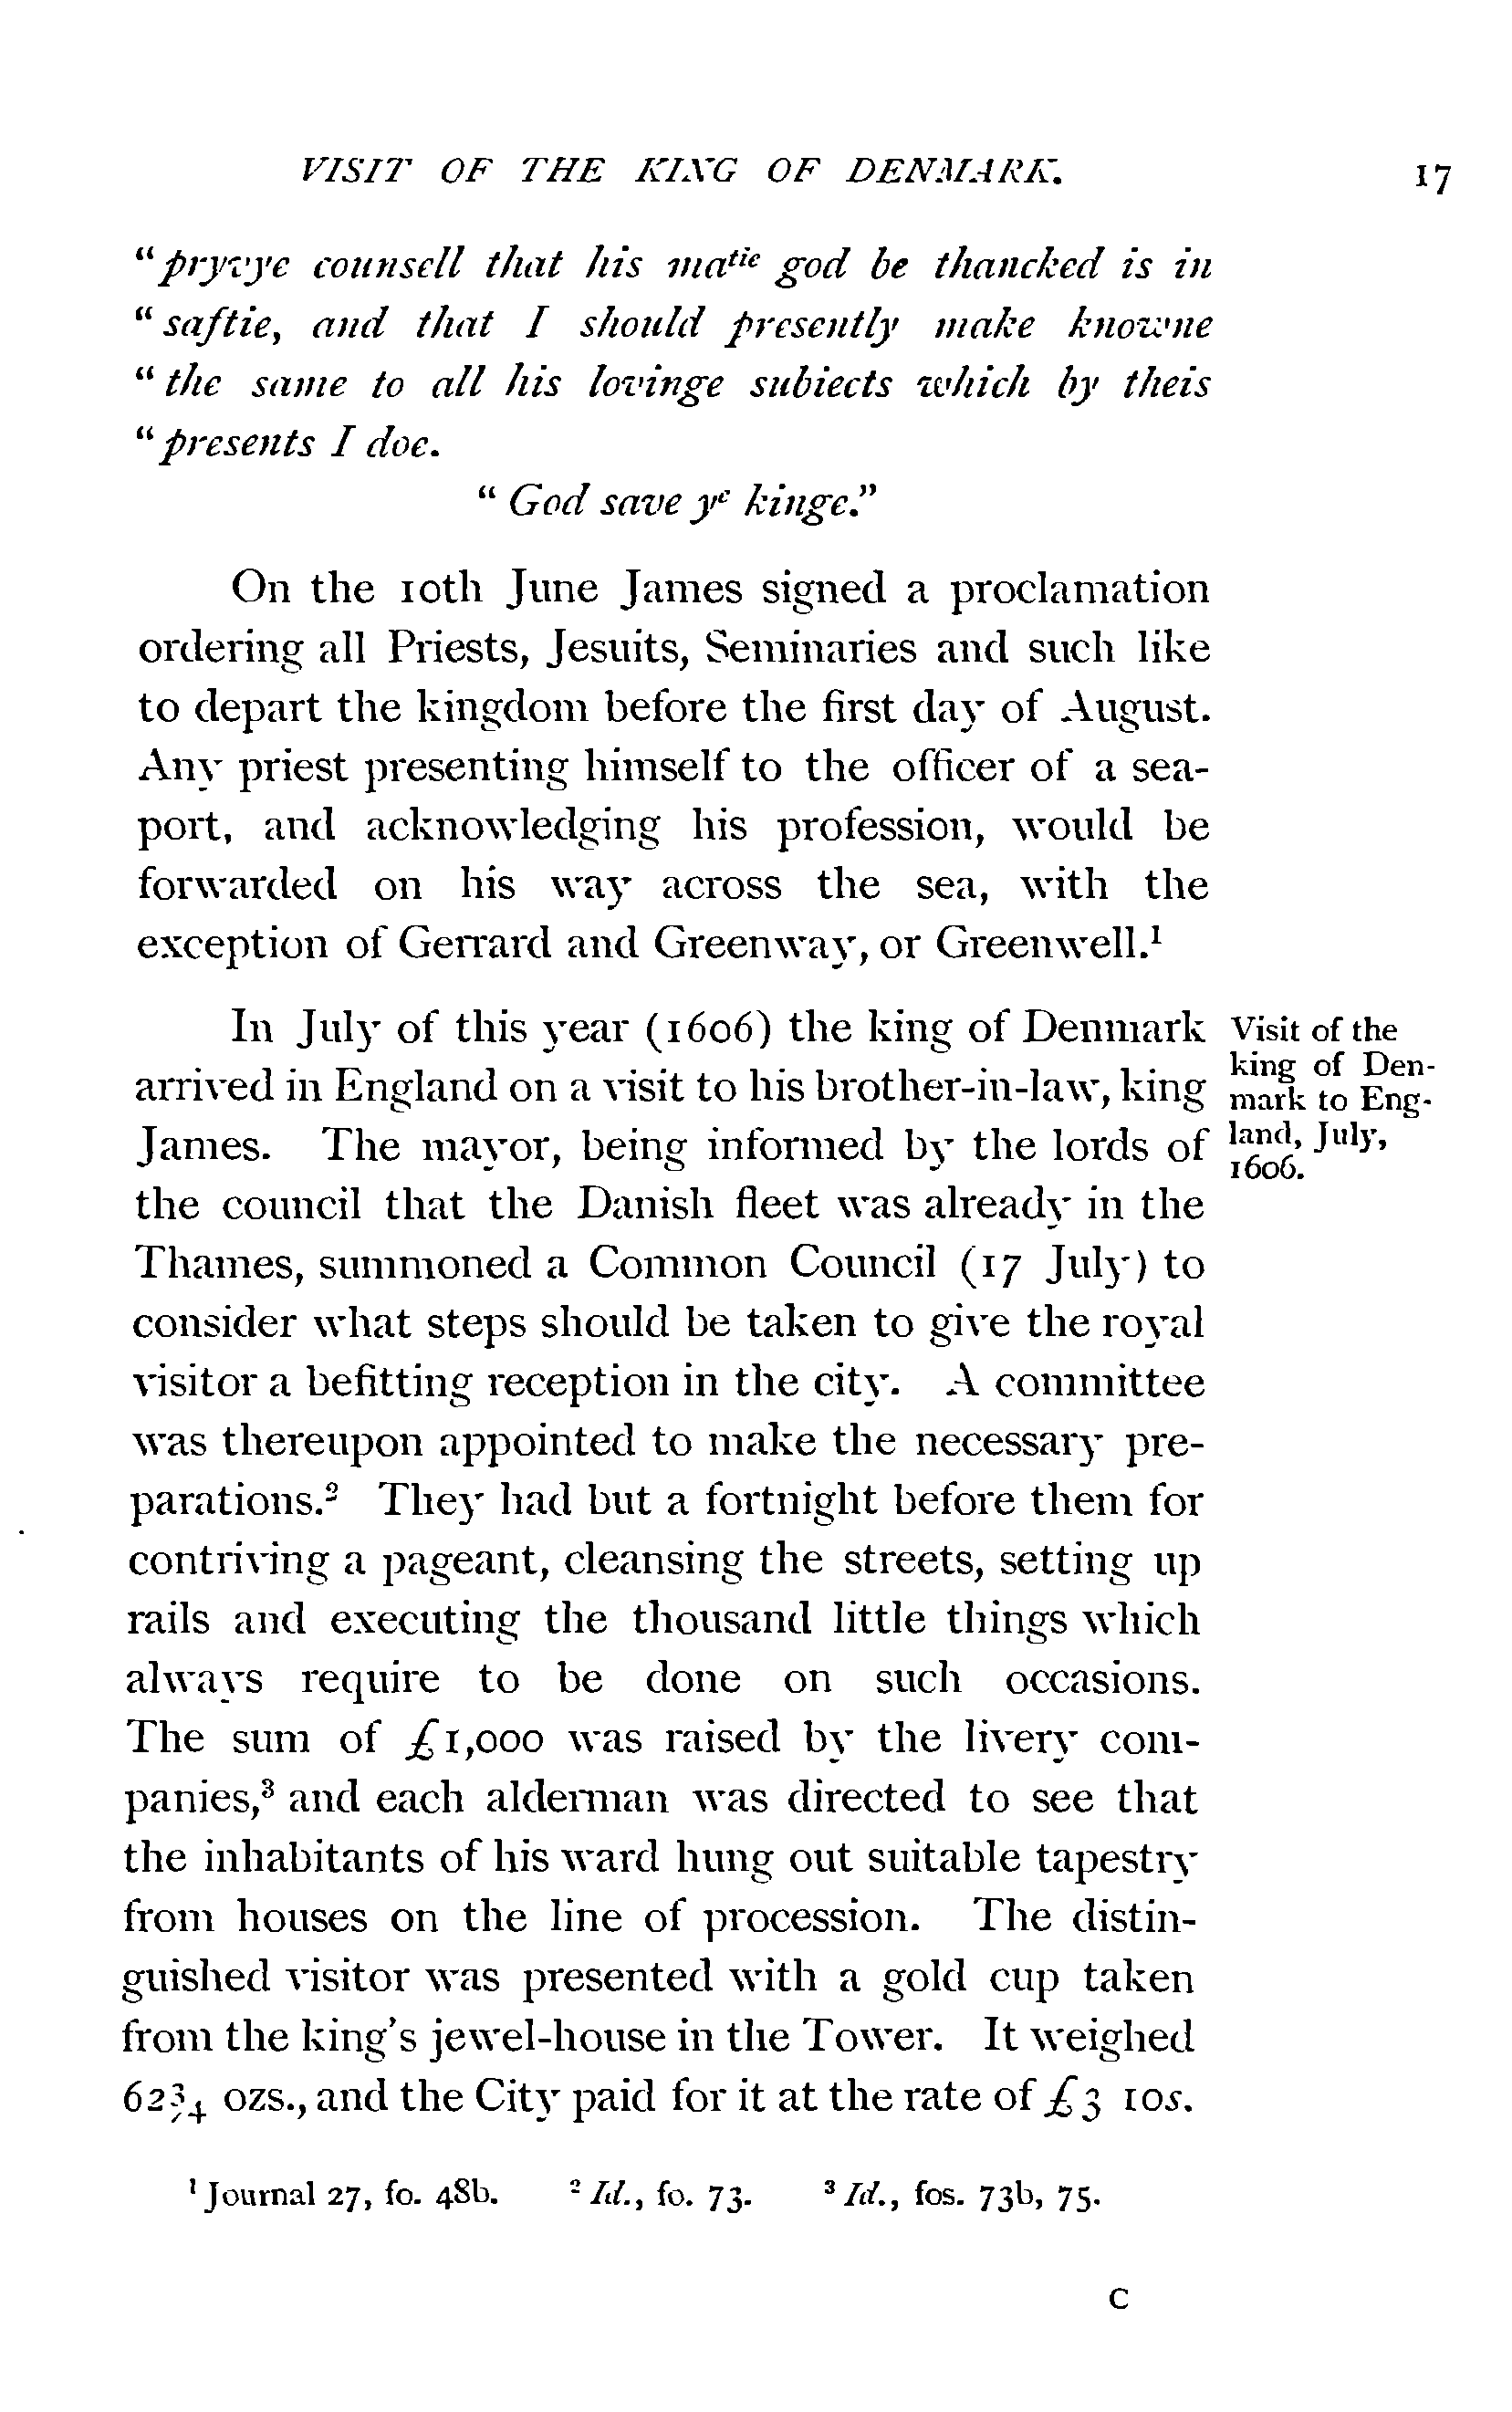 VISIT OF THE KING OF DENMARK. 17
"pryvye counsell that his maᵗⁱᵉ god be thancked is in
"saftie, and that I should presently make knowne
"the same to all his lovinge subiects which by theis
"presents I doe.
"God save yᵉ kinge."
On the 10th June James signed a proclamation
ordering all Priests, Jesuits, Seminaries and such like
to depart the kingdom before the first day of August.
Any priest presenting himself to the officer of a sea-
port, and acknowledging his profession, would be
forwarded on his way across the sea, with the
exception of Gerrard and Greenway, or Greenwell.¹
In July of this year (1606) the king of Denmark
arrived in England on a visit to his brother-in-law, king
James. The mayor, being informed by the lords of
the council that the Danish fleet was already in the
Thames, summoned a Common Council (17 July) to
consider what steps should be taken to give the royal
visitor a befitting reception in the city. A committee
was thereupon appointed to make the necessary pre-
parations.² They had but a fortnight before them for
contriving a pageant, cleansing the streets, setting up
rails and executing the thousand little things which
always require to be done on such occasions.
The sum of £1,000 was raised by the livery com-
panies,³ and each alderman was directed to see that
the inhabitants of his ward hung out suitable tapestry
from houses on the line of procession. The distin-
guished visitor was presented with a gold cup taken
from the king's jewel-house in the Tower. It weighed
62¾ ozs., and the City paid for it at the rate of £3 10s.
Visit of the
king of Den-
mark to Eng-
land, July,
1606.
¹ Journal 27, fo. 48b. ² Id., fo. 73. ³ Id., fos. 73b, 75.
C